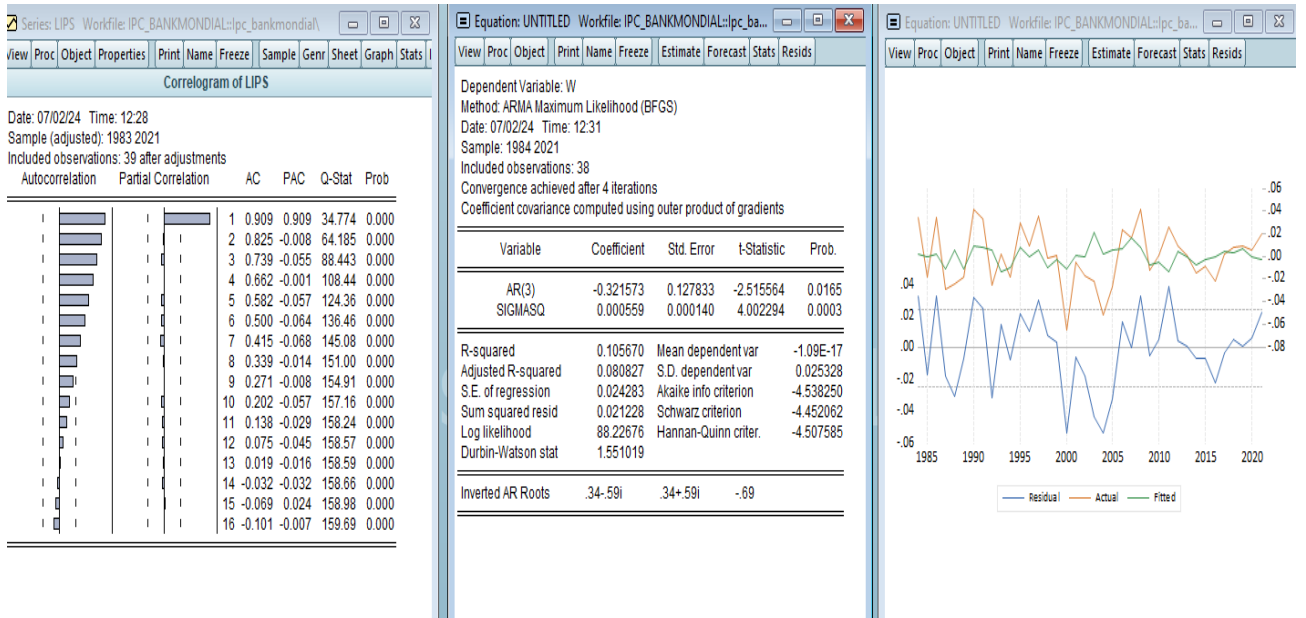 Series: LIPS Workfile: IPC_BANKMONDIAL::Ipc_bankmondial\
View Proc Object Properties Print Name Freeze Sample Genr Sheet Graph Stats
Correlogram of LIPS
Date: 07/02/24 Time: 12:28
Sample (adjusted): 1983 2021
Included observations: 39 after adjustments
Autocorrelation Partial Correlation AC PAC Q-Stat Prob
1 0.909 0.909 34.774 0.000
2 0.825 -0.008 64.185 0.000
3 0.739 -0.055 88.443 0.000
4 0.662 -0.001 108.44 0.000
5 0.582 -0.057 124.36 0.000
6 0.500 -0.064 136.46 0.000
7 0.415 -0.068 145.08 0.000
8 0.339 -0.014 151.00 0.000
9 0.271 -0.008 154.91 0.000
10 0.202 -0.057 157.16 0.000
11 0.138 -0.029 158.24 0.000
12 0.075 -0.045 158.57 0.000
13 0.019 -0.016 158.59 0.000
14 -0.032 -0.032 158.66 0.000
15 -0.069 0.024 158.98 0.000
16 -0.101 -0.007 159.69 0.000
Equation: UNTITLED Workfile: IPC_BANKMONDIAL::Ipc_ba...
View Proc Object Print Name Freeze Estimate Forecast Stats Resids
Dependent Variable: W
Method: ARMA Maximum Likelihood (BFGS)
Date: 07/02/24 Time: 12:31
Sample: 1984 2021
Included observations: 38
Convergence achieved after 4 iterations
Coefficient covariance computed using outer product of gradients
Variable Coefficient Std. Error t-Statistic Prob.
AR(3) -0.321573 0.127833 -2.515564 0.0165
SIGMASQ 0.000559 0.000140 4.002294 0.0003
R-squared 0.105670 Mean dependent var -1.09E-17
Adjusted R-squared 0.080827 S.D. dependent var 0.025328
S.E. of regression 0.024283 Akaike info criterion -4.538250
Sum squared resid 0.021228 Schwarz criterion -4.452062
Log likelihood 88.22676 Hannan-Quinn criter. -4.507585
Durbin-Watson stat 1.551019
Inverted AR Roots .34-.59i .34+.59i -.69
Equation: UNTITLED Workfile: IPC_BANKMONDIAL::Ipc_ba...
View Proc Object Print Name Freeze Estimate Forecast Stats Resids
.06
.04
.02
.00
-.02
-.04
-.06
-.08
.04
.02
.00
-.02
-.04
-.06
1985 1990 1995 2000 2005 2010 2015 2020
Residual Actual Fitted